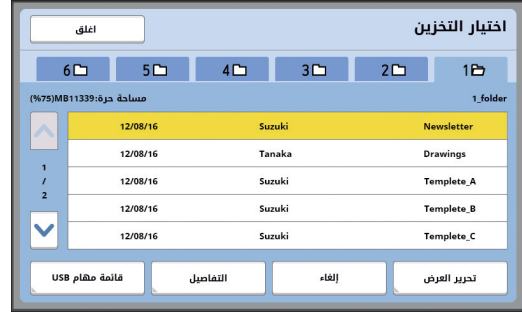 اختيار التخزين
اغلق
1 2 3 4 5 6
1_folder مساحة حرة:MB11339(%75)
Newsletter Suzuki 12/08/16
Drawings Tanaka 12/08/16
Templete_A Suzuki 12/08/16
Templete_B Suzuki 12/08/16
Templete_C Suzuki 12/08/16
1
/
2
تحرير العرض إلغاء التفاصيل قائمة مهام USB